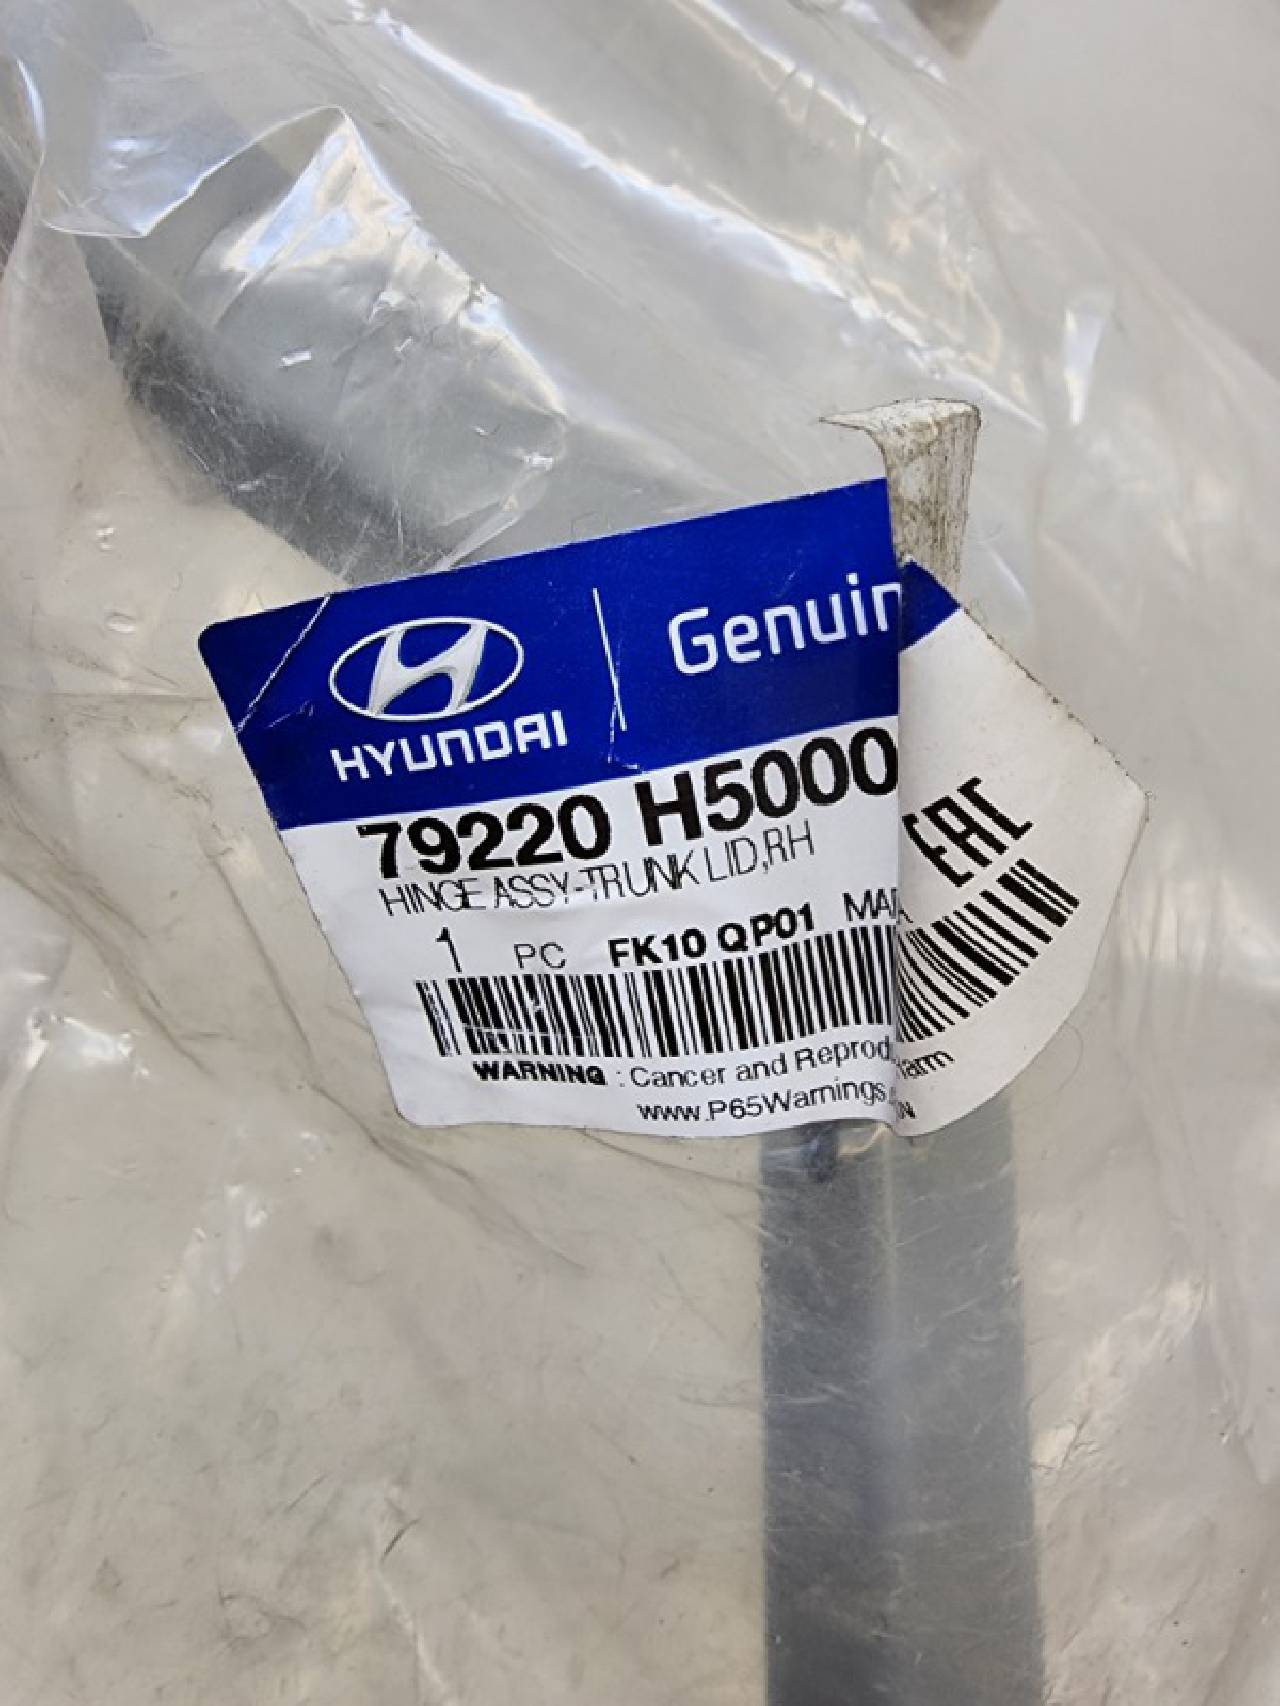 HYUNDAI
Genuin
79220 H5000
HINGE ASSY-TRUNK LID,RH
1 PC FK10 QP01
EAC
WARNING : Cancer and Reprod arm
www.P65Warnings